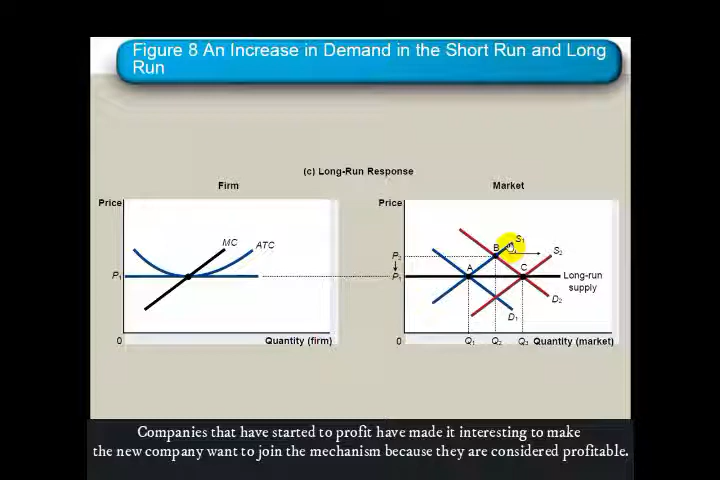 Figure 8 An Increase in Demand in the Short Run and Long
Run
(c) Long-Run Response
Firm
Market
Price
Price
MC
ATC
P1
0
Quantity (firm)
B
S1
S2
P2
A
C
P1
Long-run
supply
D2
D1
0
Q1
Q2
Q3
Quantity (market)
Companies that have started to profit have made it interesting to make
the new company want to join the mechanism because they are considered profitable.